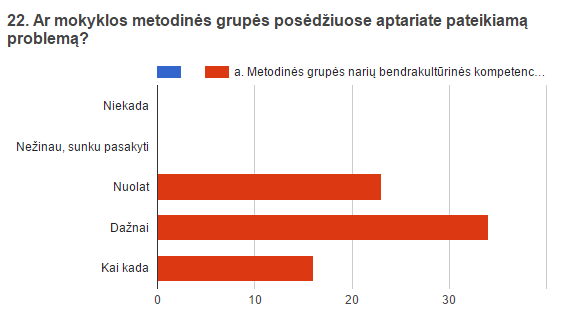 22. Ar mokyklos metodinės grupės posėdžiuose aptariate pateikiamą
problemą?
a. Metodinės grupės narių bendrakultūrinės kompetenc...
Niekada
Nežinau, sunku pasakyti
Nuolat
Dažnai
Kai kada
0 10 20 30